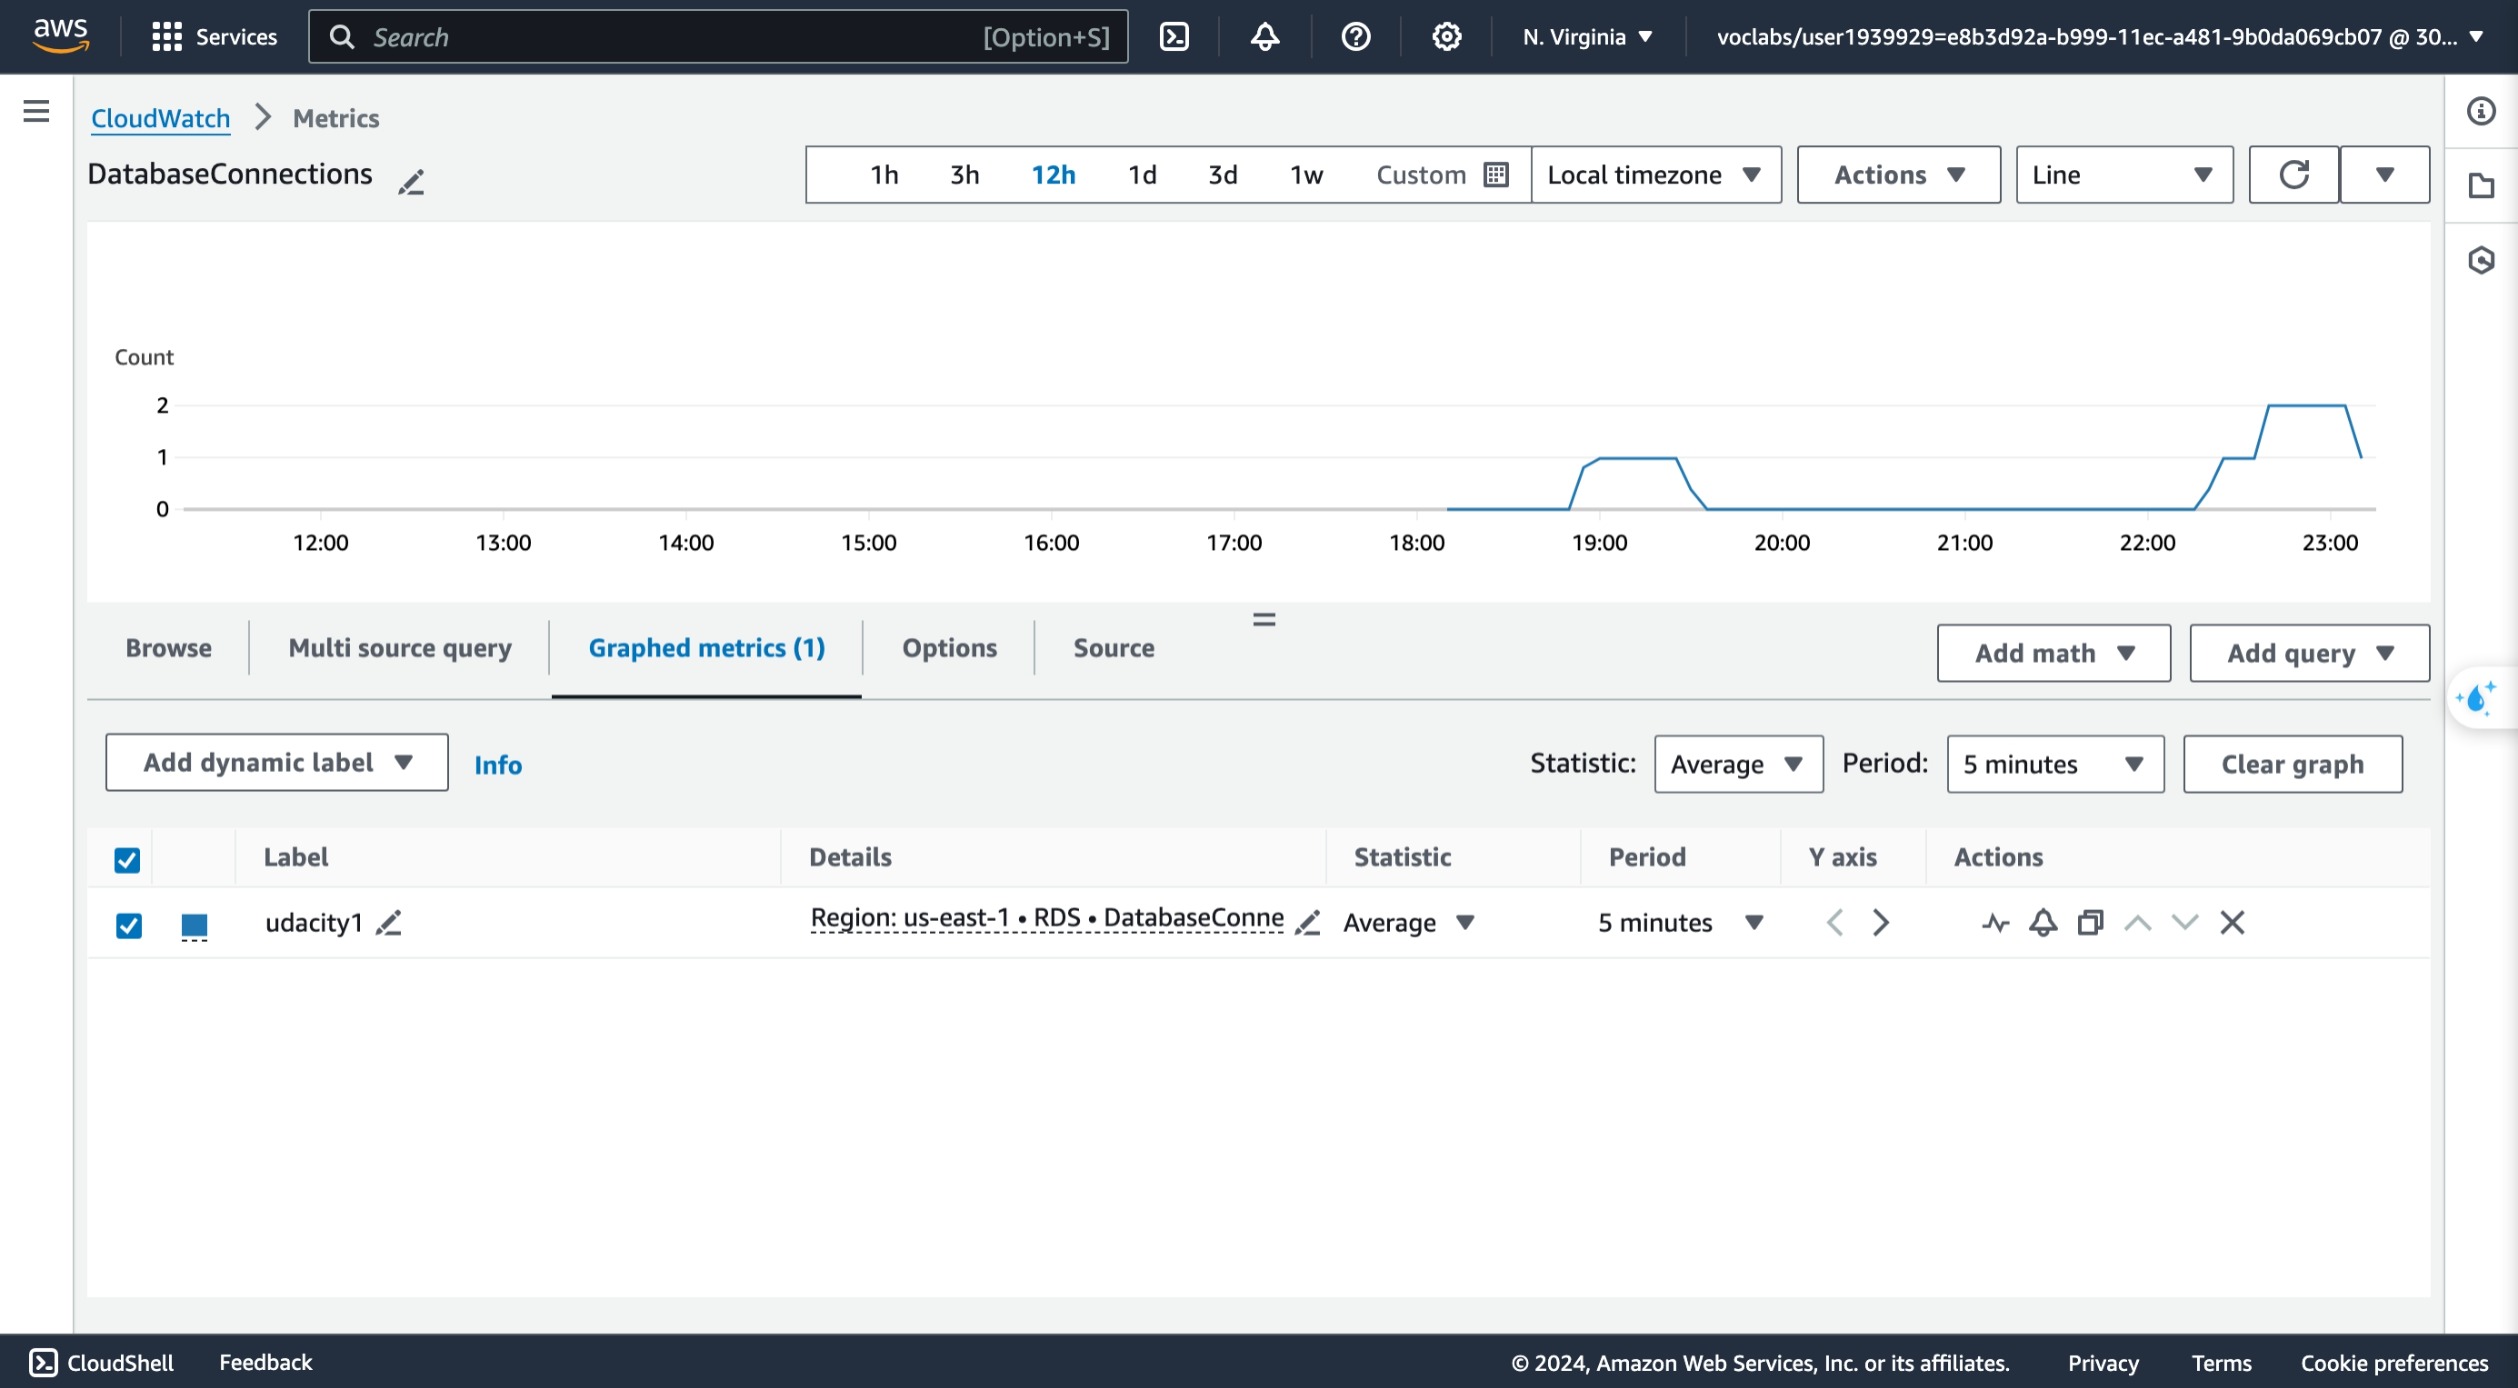 aws Services Search [Option+S] N. Virginia voclabs/user1939929=e8b3d92a-b999-11ec-a481-9b0da069cb07 @ 30...
CloudWatch Metrics
DatabaseConnections 1h 3h 12h 1d 3d 1w Custom Local timezone Actions Line
Count
2
1
0
12:00 13:00 14:00 15:00 16:00 17:00 18:00 19:00 20:00 21:00 22:00 23:00
Browse Multi source query Graphed metrics (1) Options Source Add math Add query
Add dynamic label Info Statistic: Average Period: 5 minutes Clear graph
Label Details Statistic Period Y axis Actions
udacity1 Region: us-east-1 • RDS • DatabaseConne Average 5 minutes
CloudShell Feedback © 2024, Amazon Web Services, Inc. or its affiliates. Privacy Terms Cookie preferences